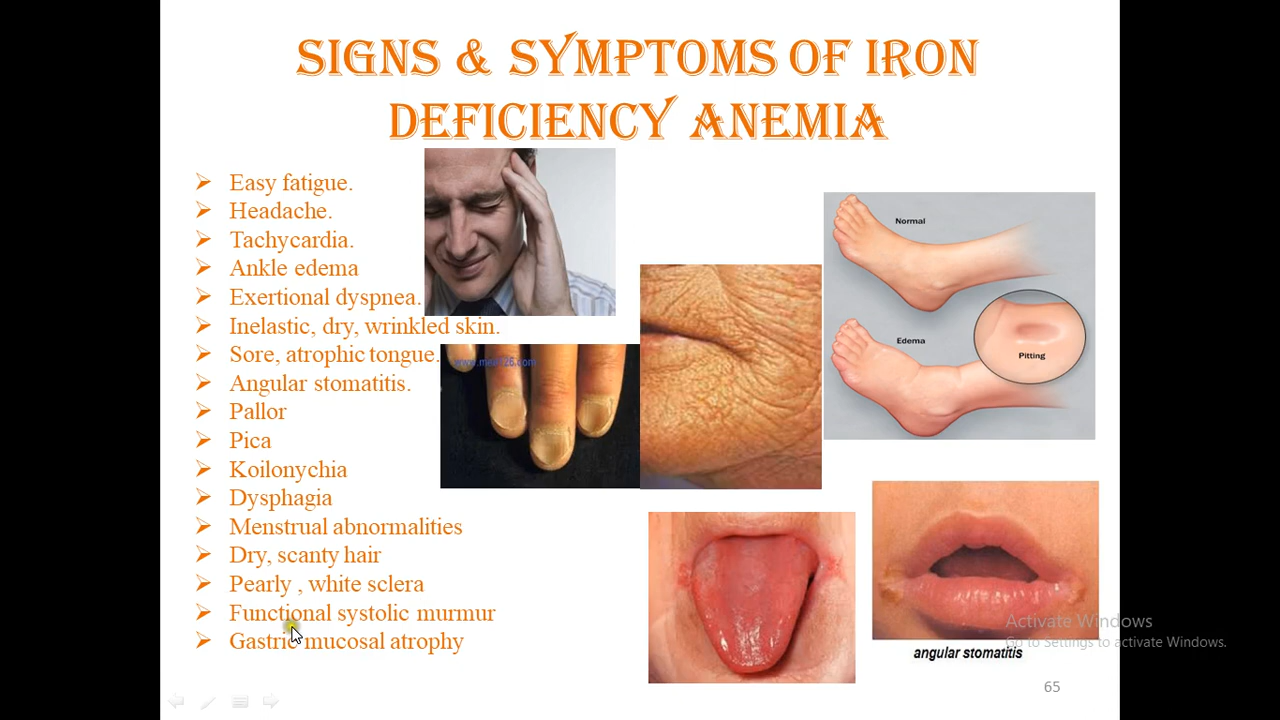 SIGNS & SYMPTOMS OF IRON
DEFICIENCY ANEMIA
Easy fatigue.
Headache.
Tachycardia.
Ankle edema
Exertional dyspnea.
Inelastic, dry, wrinkled skin.
Sore, atrophic tongue.
Angular stomatitis.
Pallor
Pica
Koilonychia
Dysphagia
Menstrual abnormalities
Dry, scanty hair
Pearly , white sclera
Functional systolic murmur
Gastric mucosal atrophy
Normal
Edema
Pitting
angular stomatitis
Activate Windows
Go to Settings to activate Windows.
65